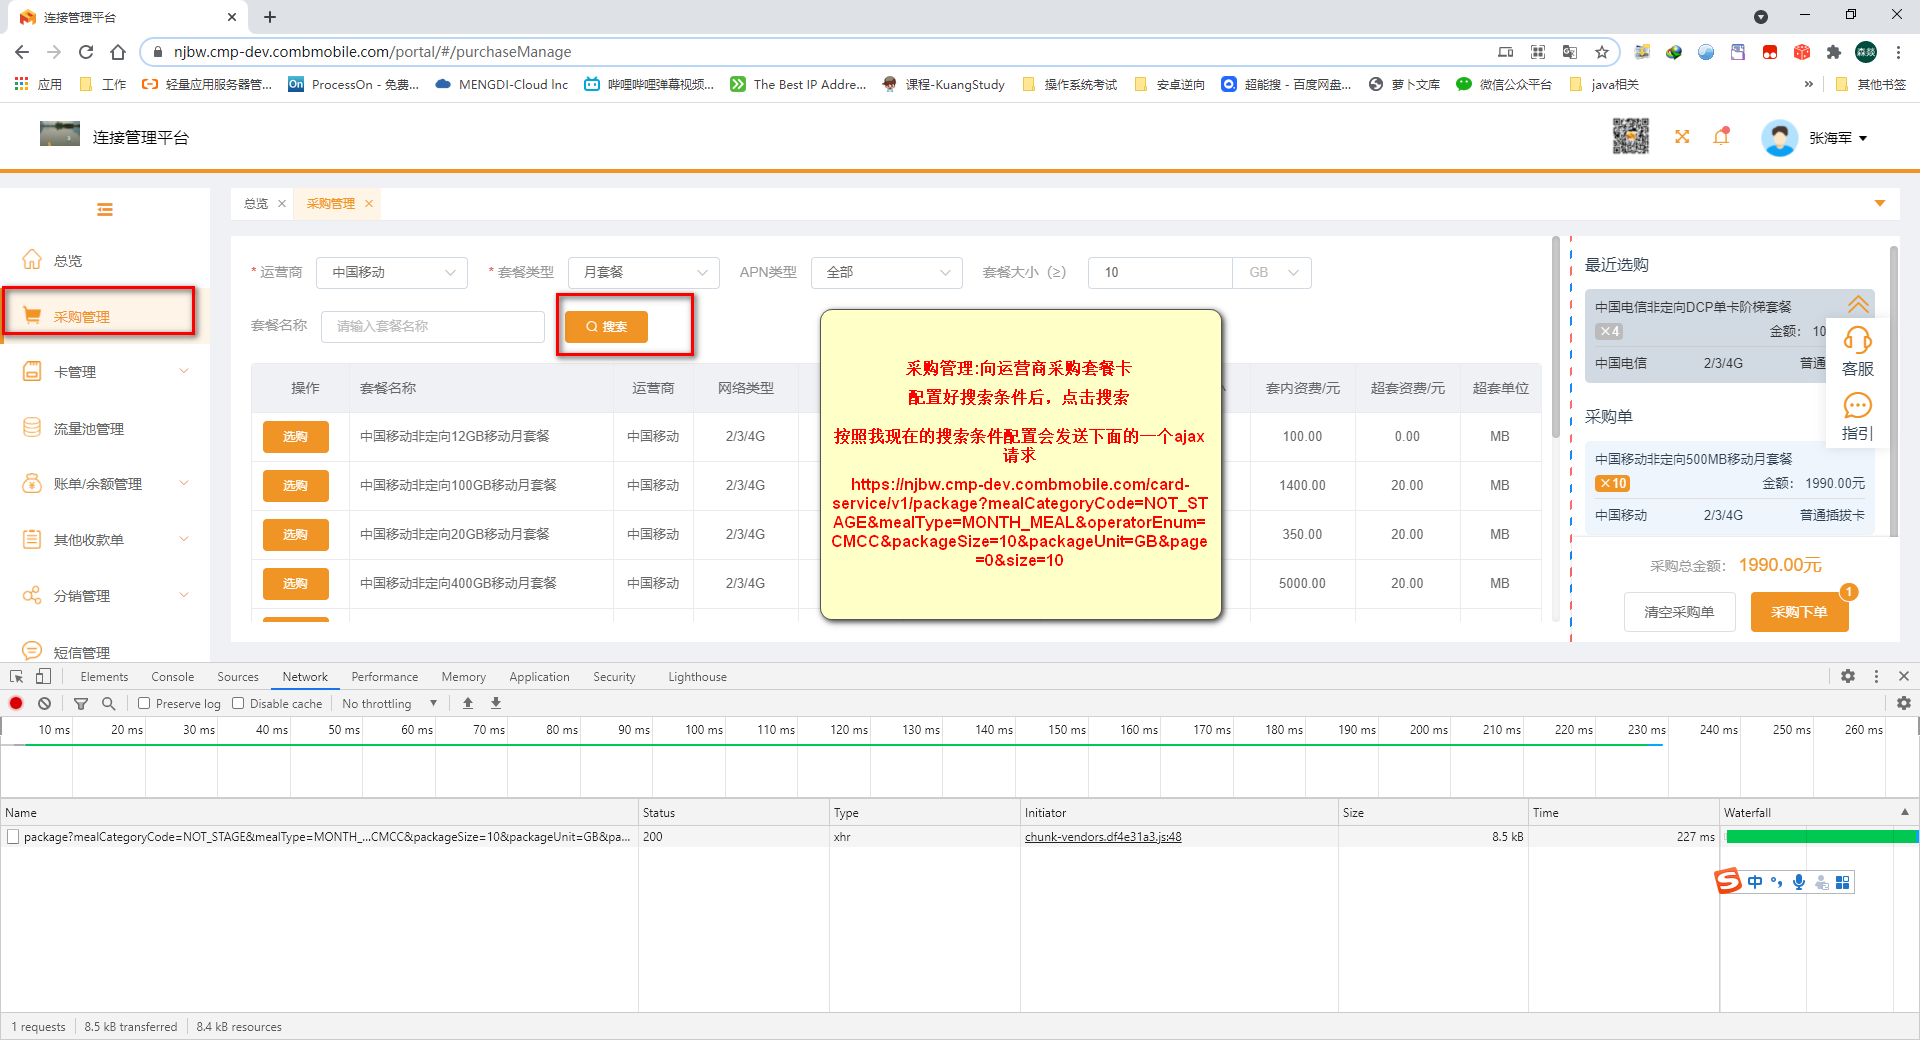 连接管理平台
njbw.cmp-dev.combmobile.com/portal/#/purchaseManage
森燚
应用
工作
轻量应用服务器管...
On
ProcessOn - 免费...
MENGDI-Cloud Inc
哔哩哔哩弹幕视频...
The Best IP Addre...
课程-KuangStudy
操作系统考试
安卓逆向
超能搜 - 百度网盘...
萝卜文库
微信公众平台
java相关
»
其他书签
连接管理平台
张海军
总览
采购管理
卡管理
流量池管理
账单/余额管理
其他收款单
分销管理
短信管理
总览 ×
采购管理 ×
* 运营商 中国移动
* 套餐类型 月套餐
APN类型 全部
套餐大小（≥） 10 GB
套餐名称 请输入套餐名称 搜索
操作 套餐名称 运营商 网络类型 套内资费/元 超套资费/元 超套单位
选购 中国移动非定向12GB移动月套餐 中国移动 2/3/4G 100.00 0.00 MB
选购 中国移动非定向100GB移动月套餐 中国移动 2/3/4G 1400.00 20.00 MB
选购 中国移动非定向20GB移动月套餐 中国移动 2/3/4G 350.00 20.00 MB
选购 中国移动非定向400GB移动月套餐 中国移动 2/3/4G 5000.00 20.00 MB
采购管理:向运营商采购套餐卡
配置好搜索条件后，点击搜索
按照我现在的搜索条件配置会发送下面的一个ajax
请求
https://njbw.cmp-dev.combmobile.com/card-
service/v1/package?mealCategoryCode=NOT_ST
AGE&mealType=MONTH_MEAL&operatorEnum=
CMCC&packageSize=10&packageUnit=GB&page
=0&size=10
最近选购
中国电信非定向DCP单卡阶梯套餐
×4 金额： 10
中国电信 2/3/4G 普通
客服
指引
采购单
中国移动非定向500MB移动月套餐
×10 金额： 1990.00元
中国移动 2/3/4G 普通插拔卡
采购总金额： 1990.00元
清空采购单
采购下单
1
Elements Console Sources Network Performance Memory Application Security Lighthouse
Preserve log Disable cache No throttling
10 ms 20 ms 30 ms 40 ms 50 ms 60 ms 70 ms 80 ms 90 ms 100 ms 110 ms 120 ms 130 ms 140 ms 150 ms 160 ms 170 ms 180 ms 190 ms 200 ms 210 ms 220 ms 230 ms 240 ms 250 ms 260 ms
Name Status Type Initiator Size Time Waterfall
package?mealCategoryCode=NOT_STAGE&mealType=MONTH_...CMCC&packageSize=10&packageUnit=GB&pa... 200 xhr chunk-vendors.df4e31a3.js:48 8.5 kB 227 ms
中
1 requests 8.5 kB transferred 8.4 kB resources